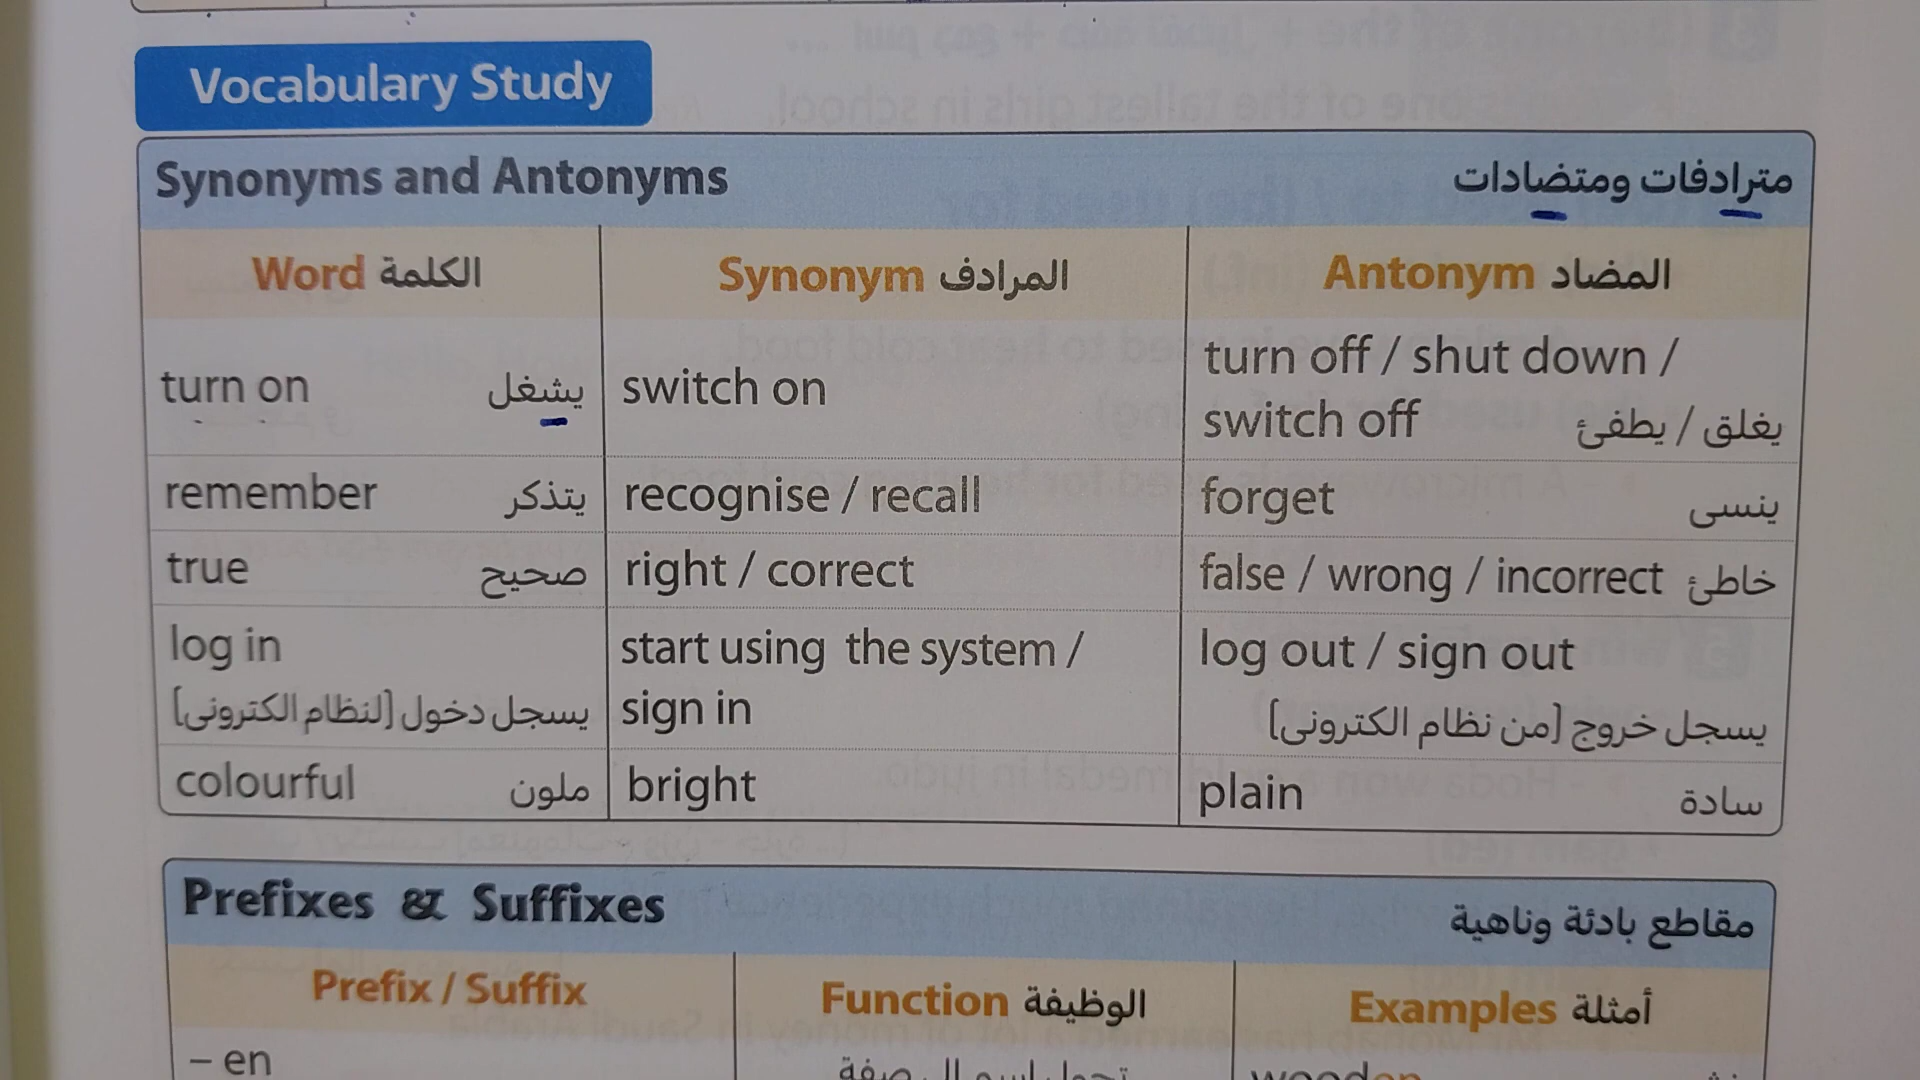 Vocabulary Study
Synonyms and Antonyms مترادفات ومتضادات
Word الكلمة Synonym المرادف Antonym المضاد
turn on يشغل switch on turn off / shut down /
switch off يغلق / يطفئ
remember يتذكر recognise / recall forget ينسى
true صحيح right / correct false / wrong / incorrect خاطئ
log in start using the system / log out / sign out
يسجل دخول [لنظام الكترونى] sign in يسجل خروج [من نظام الكترونى]
colourful ملون bright plain سادة
Prefixes & Suffixes مقاطع بادئة وناهية
Prefix / Suffix Function الوظيفة Examples أمثلة
– en wooden